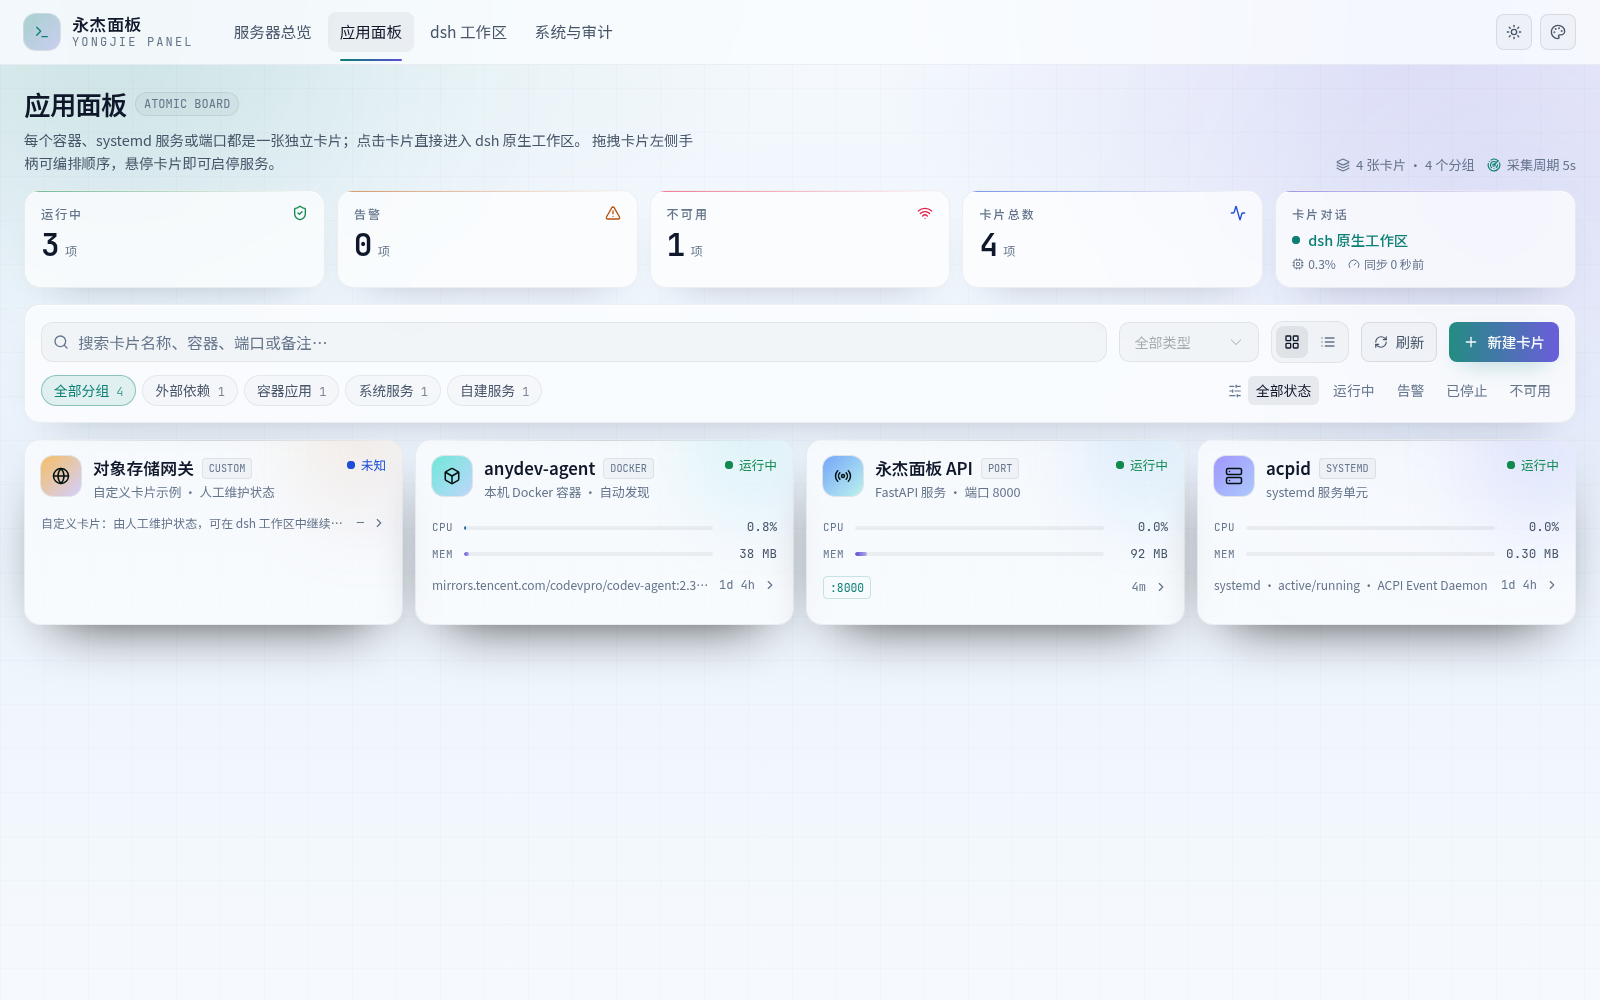 永杰面板
YONGJIE PANEL
服务器总览
应用面板
dsh 工作区
系统与审计
应用面板
ATOMIC BOARD
每个容器、systemd 服务或端口都是一张独立卡片；点击卡片直接进入 dsh 原生工作区。 拖拽卡片左侧手
柄可编排顺序，悬停卡片即可启停服务。
4 张卡片 · 4 个分组
采集周期 5s
运行中
3 项
告警
0 项
不可用
1 项
卡片总数
4 项
卡片对话
dsh 原生工作区
0.3%
同步 0 秒前
搜索卡片名称、容器、端口或备注…
全部类型
刷新
新建卡片
全部分组 4
外部依赖 1
容器应用 1
系统服务 1
自建服务 1
全部状态
运行中
告警
已停止
不可用
对象存储网关 CUSTOM
未知
自定义卡片示例 · 人工维护状态
自定义卡片：由人工维护状态，可在 dsh 工作区中继续… —
anydev-agent DOCKER
运行中
本机 Docker 容器 · 自动发现
CPU 0.8%
MEM 38 MB
mirrors.tencent.com/codevpro/codev-agent:2.3… 1d 4h
永杰面板 API PORT
运行中
FastAPI 服务 · 端口 8000
CPU 0.0%
MEM 92 MB
:8000 4m
acpid SYSTEMD
运行中
systemd 服务单元
CPU 0.0%
MEM 0.30 MB
systemd · active/running · ACPI Event Daemon 1d 4h